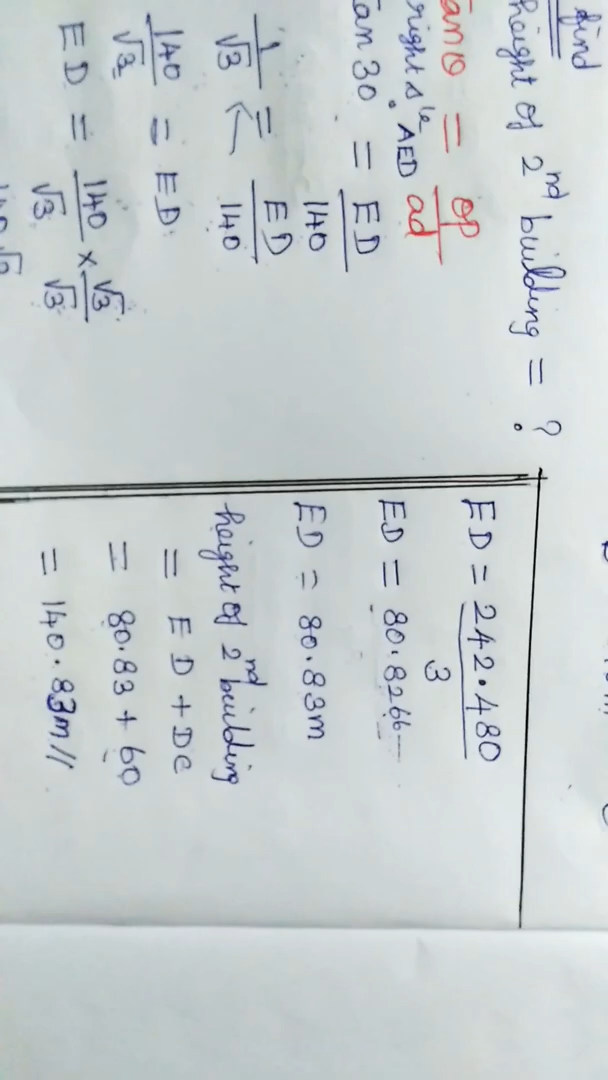 find
height of 2nd building = ?
tan θ = op/ad
right AED
tan 30° = ED/140
1/√3 = ED/140
140/√3 = ED
ED = 140/√3 × √3/√3
ED = 242.480/3
ED = 80.8266--
ED = 80.83m
height of 2nd building
= ED + DC
= 80.83 + 60
= 140.83m //